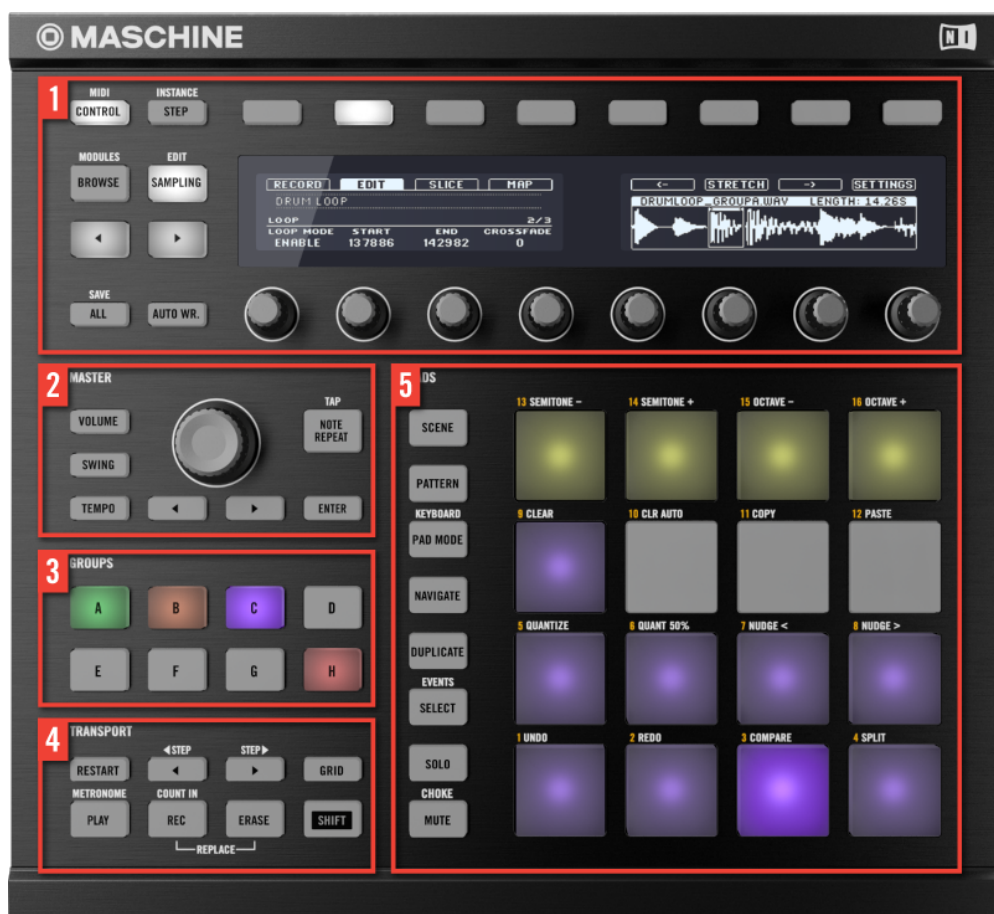 MASCHINE
NI
1
MIDI INSTANCE
CONTROL STEP
MODULES EDIT
BROWSE SAMPLING
SAVE
ALL AUTO WR.
RECORD EDIT SLICE MAP
DRUM LOOP
LOOP 2/3
LOOP MODE START END CROSSFADE
ENABLE 137886 142982 0
<- STRETCH -> SETTINGS
DRUMLOOP_GROUPA.WAV LENGTH: 14.26S
2
MASTER
TAP
VOLUME NOTE REPEAT
SWING
TEMPO ENTER
3
GROUPS
A B C D
E F G H
4
TRANSPORT
STEP STEP
RESTART GRID
METRONOME COUNT IN
PLAY REC ERASE SHIFT
REPLACE
5
ADS
SCENE
PATTERN
KEYBOARD
PAD MODE
NAVIGATE
DUPLICATE
EVENTS
SELECT
SOLO
CHOKE
MUTE
13 SEMITONE − 14 SEMITONE + 15 OCTAVE − 16 OCTAVE +
9 CLEAR 10 CLR AUTO 11 COPY 12 PASTE
5 QUANTIZE 6 QUANT 50% 7 NUDGE < 8 NUDGE >
1 UNDO 2 REDO 3 COMPARE 4 SPLIT